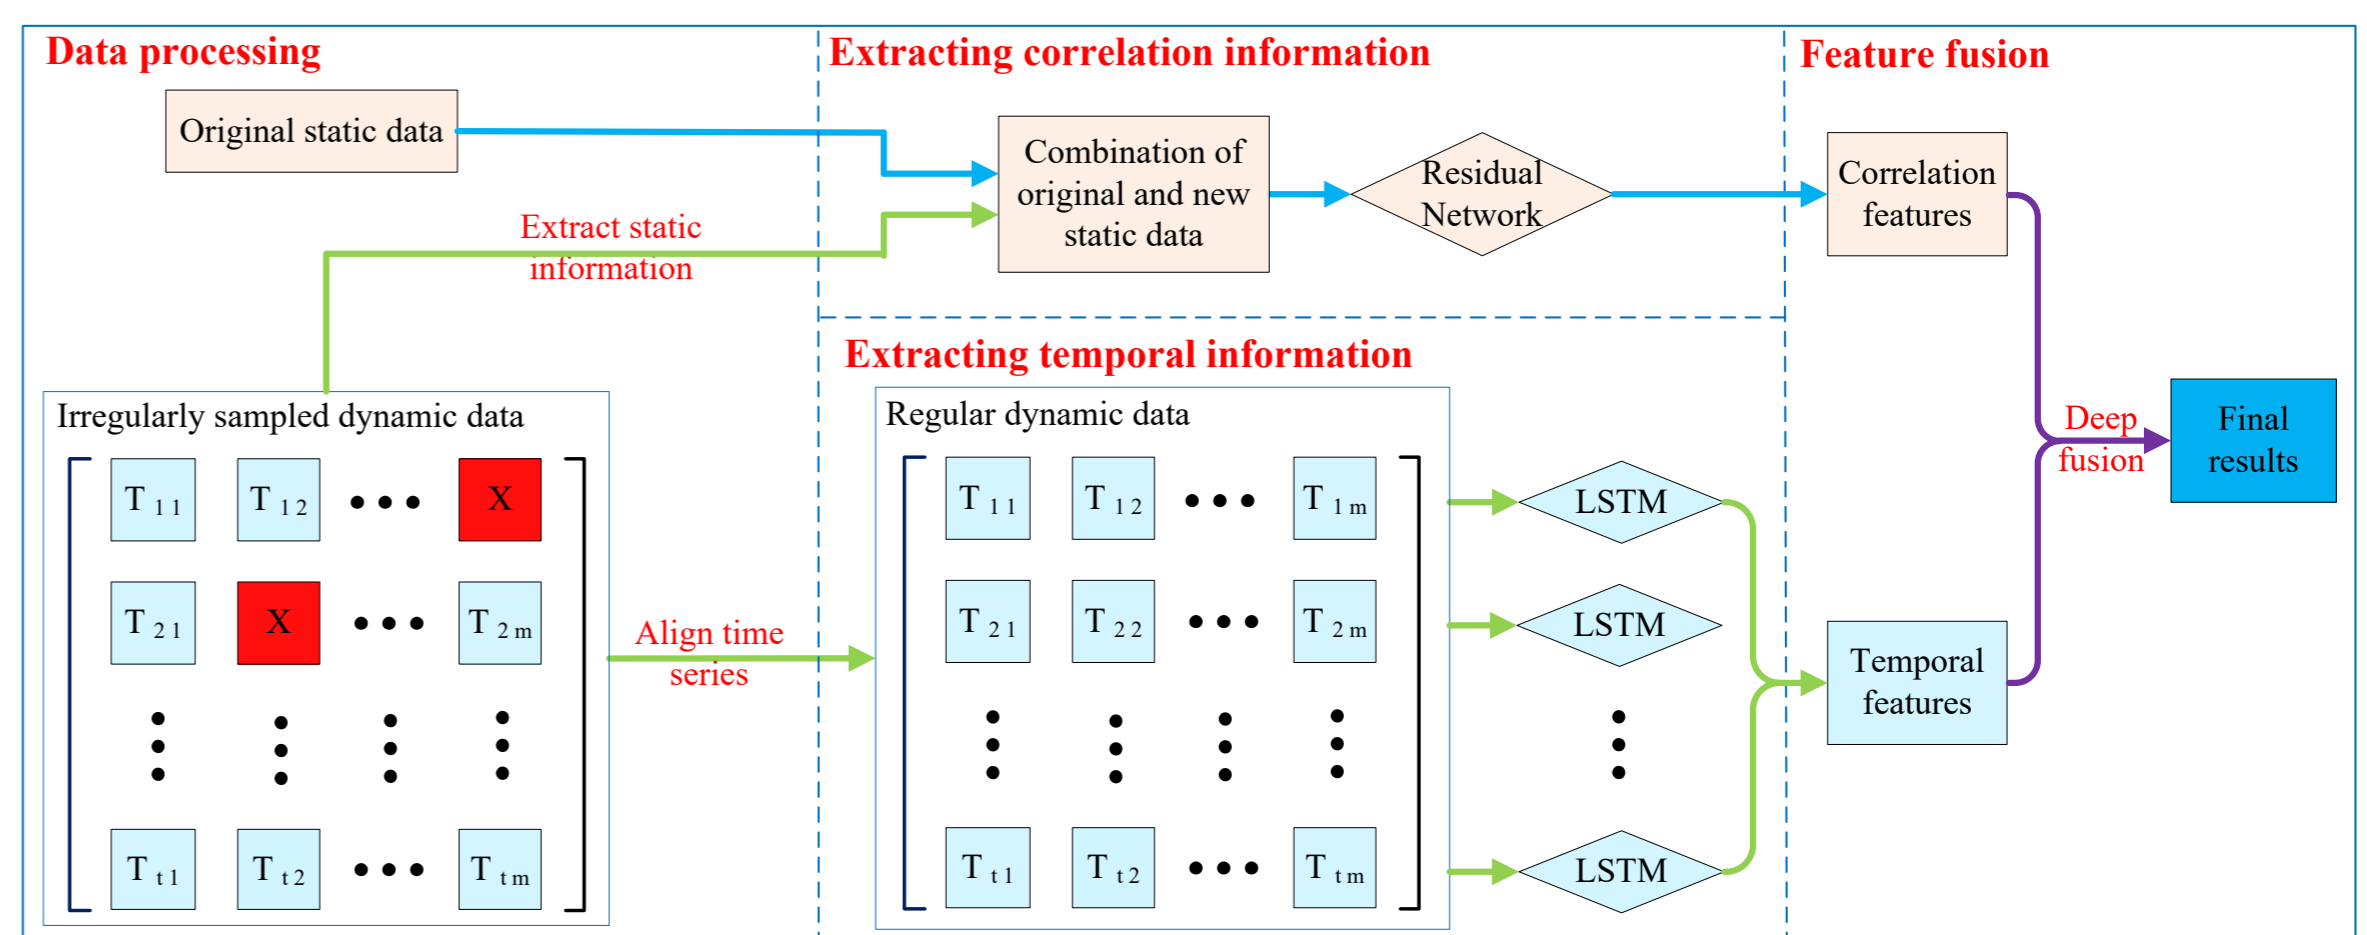 Data processing
Original static data
Extract static
information
Irregularly sampled dynamic data
T 1 1 T 1 2 ••• X
T 2 1 X ••• T 2 m
T t 1 T t 2 ••• T t m
Align time
series
Extracting correlation information
Combination of
original and new
static data
Residual
Network
Extracting temporal information
Regular dynamic data
T 1 1 T 1 2 ••• T 1 m
T 2 1 T 2 2 ••• T 2 m
T t 1 T t 2 ••• T t m
LSTM
LSTM
LSTM
Feature fusion
Correlation
features
Temporal
features
Deep
fusion
Final
results